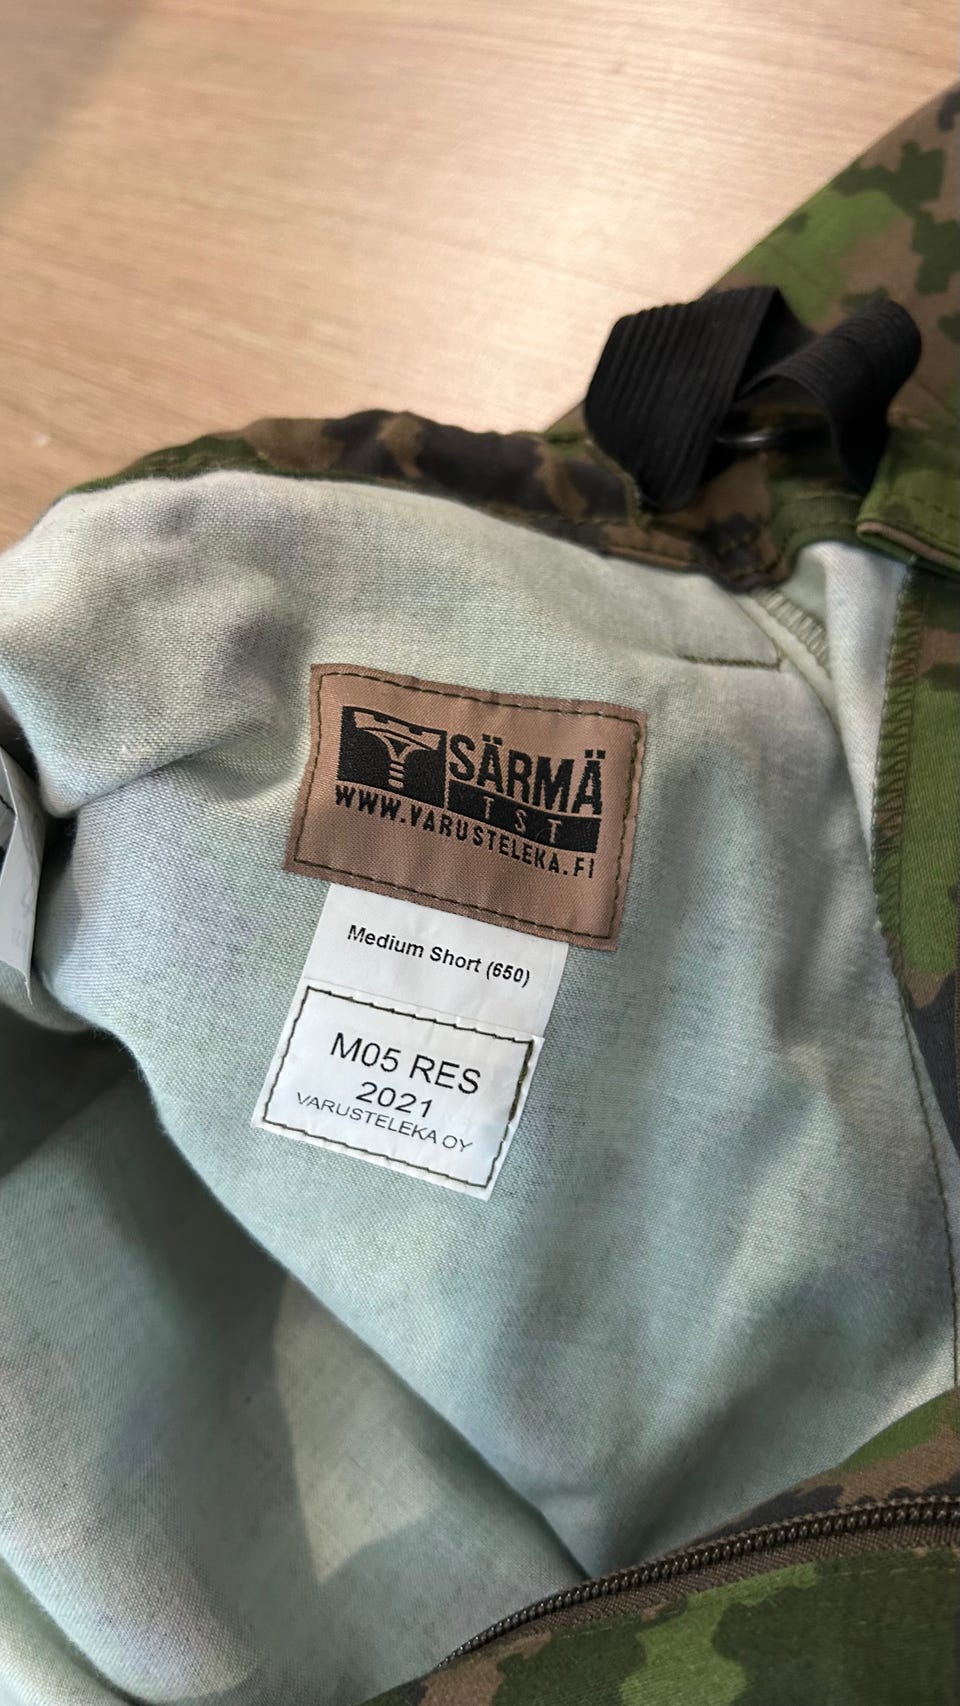 SÄRMÄ
TST
WWW.VARUSTELEKA.FI
Medium Short (650)
M05 RES
2021
VARUSTELEKA OY